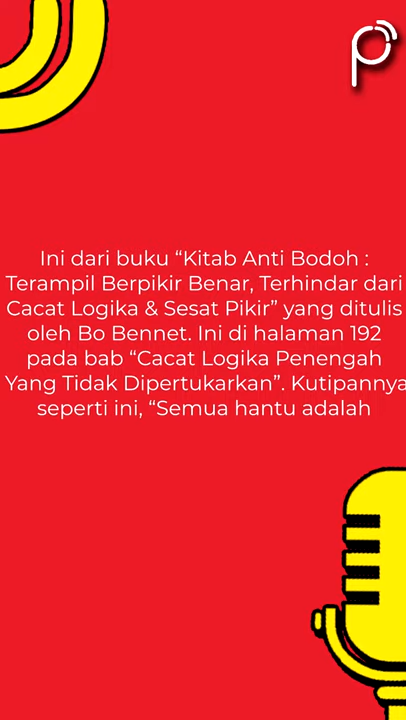 Ini dari buku “Kitab Anti Bodoh :
Terampil Berpikir Benar, Terhindar dari
Cacat Logika & Sesat Pikir” yang ditulis
oleh Bo Bennet. Ini di halaman 192
pada bab “Cacat Logika Penengah
Yang Tidak Dipertukarkan”. Kutipannya
seperti ini, “Semua hantu adalah